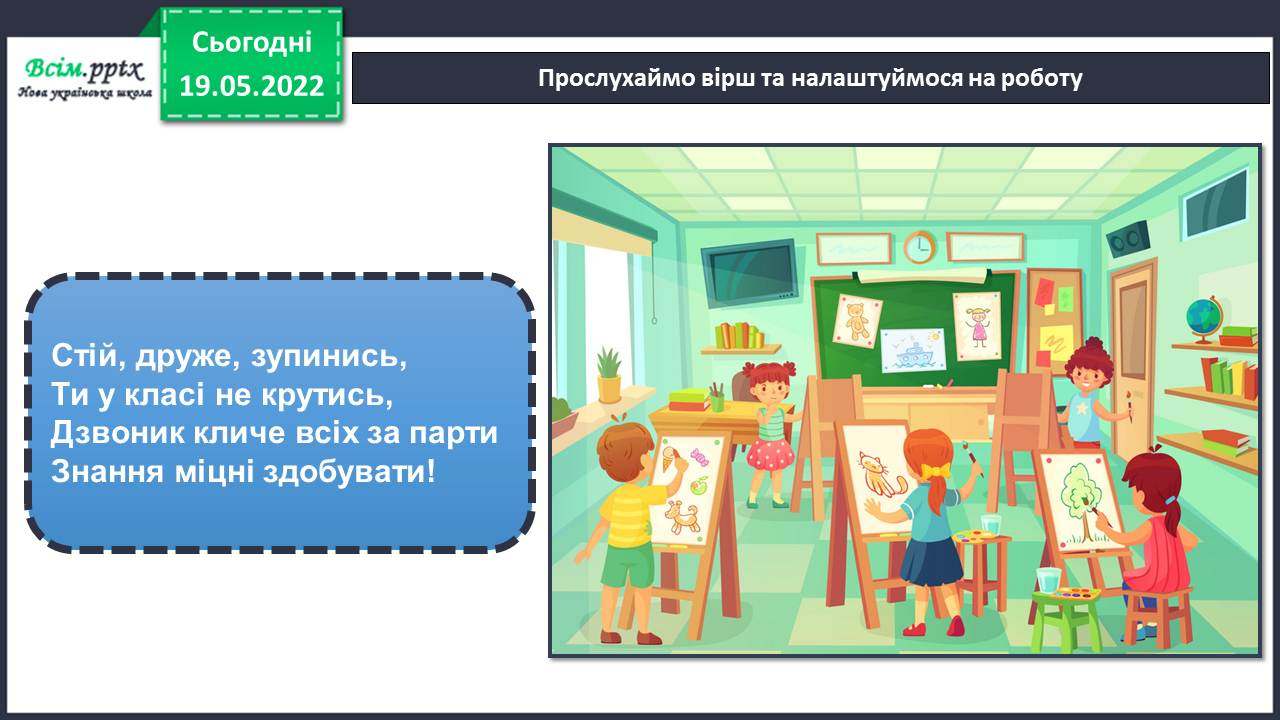 Сьогодні
19.05.2022
Всім.pptx
Нова українська школа
Прослухаймо вірш та налаштуймося на роботу
Стій, друже, зупинись,
Ти у класі не крутись,
Дзвоник кличе всіх за парти
Знання міцні здобувати!